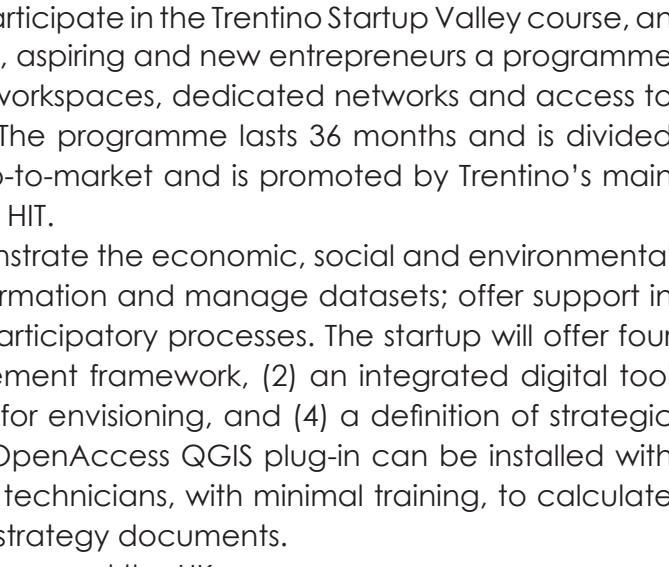 articipate in the Trentino Startup Valley course, an
, aspiring and new entrepreneurs a programme
workspaces, dedicated networks and access to
The programme lasts 36 months and is divided
o-to-market and is promoted by Trentino’s main
HIT.
nstrate the economic, social and environmenta
rmation and manage datasets; offer support in
articipatory processes. The startup will offer four
ement framework, (2) an integrated digital tool
for envisioning, and (4) a definition of strategic
OpenAccess QGIS plug-in can be installed with
technicians, with minimal training, to calculate
strategy documents.